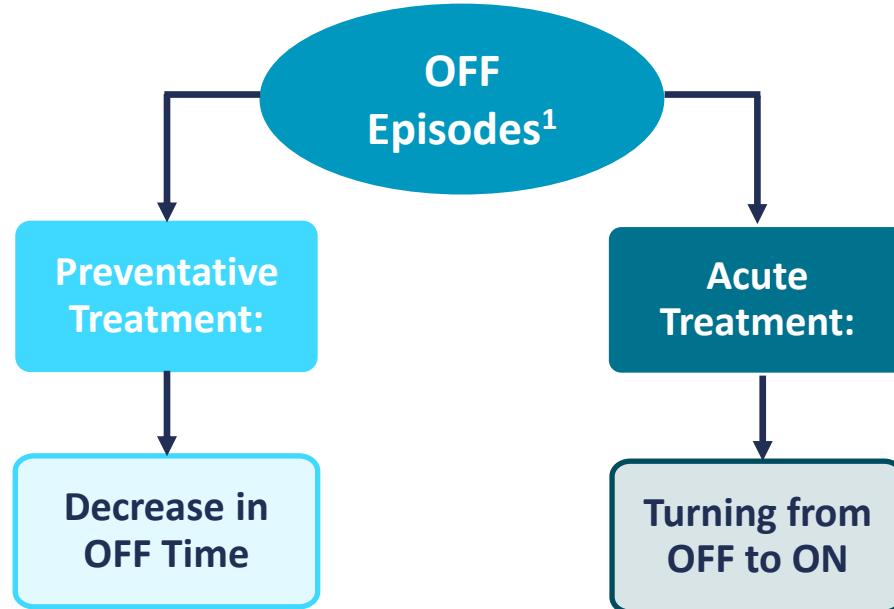 OFF
Episodes¹
Preventative
Treatment:
Acute
Treatment:
Decrease in
OFF Time
Turning from
OFF to ON